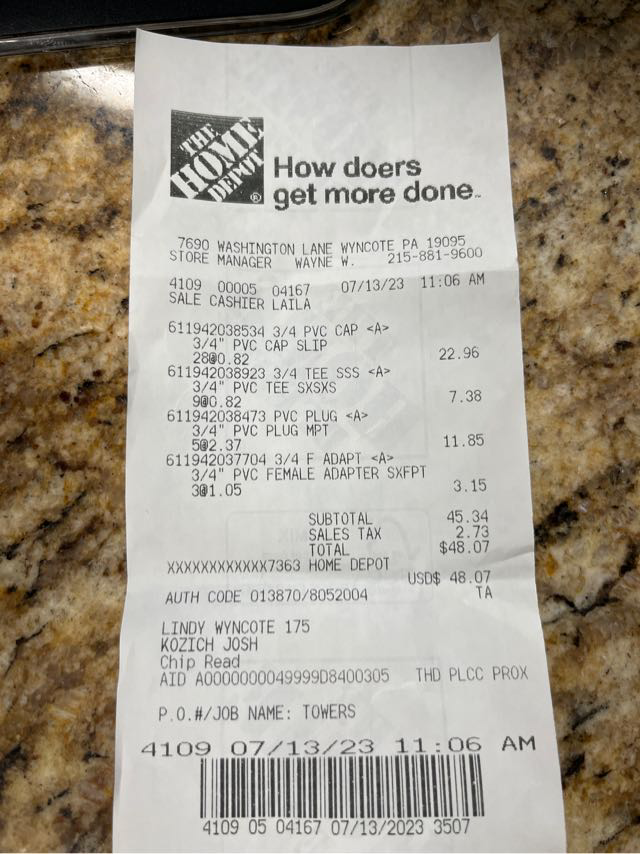 THE
HOME
DEPOT®
How doers
get more done™
7690 WASHINGTON LANE WYNCOTE PA 19095
STORE MANAGER WAYNE W. 215-881-9600
4109 00005 04167 07/13/23 11:06 AM
SALE CASHIER LAILA
611942038534 3/4 PVC CAP <A>
3/4" PVC CAP SLIP
28@0.82 22.96
611942038923 3/4 TEE SSS <A>
3/4" PVC TEE SXSXS
9@0.82 7.38
611942038473 PVC PLUG <A>
3/4" PVC PLUG MPT
5@2.37 11.85
611942037704 3/4 F ADAPT <A>
3/4" PVC FEMALE ADAPTER SXFPT
3@1.05 3.15
SUBTOTAL 45.34
SALES TAX 2.73
TOTAL $48.07
XXXXXXXXXXXX7363 HOME DEPOT
USD$ 48.07
AUTH CODE 013870/8052004 TA
LINDY WYNCOTE 175
KOZICH JOSH
Chip Read
AID A0000000049999D8400305 THD PLCC PROX
P.O.#/JOB NAME: TOWERS
4109 07/13/23 11:06 AM
4109 05 04167 07/13/2023 3507